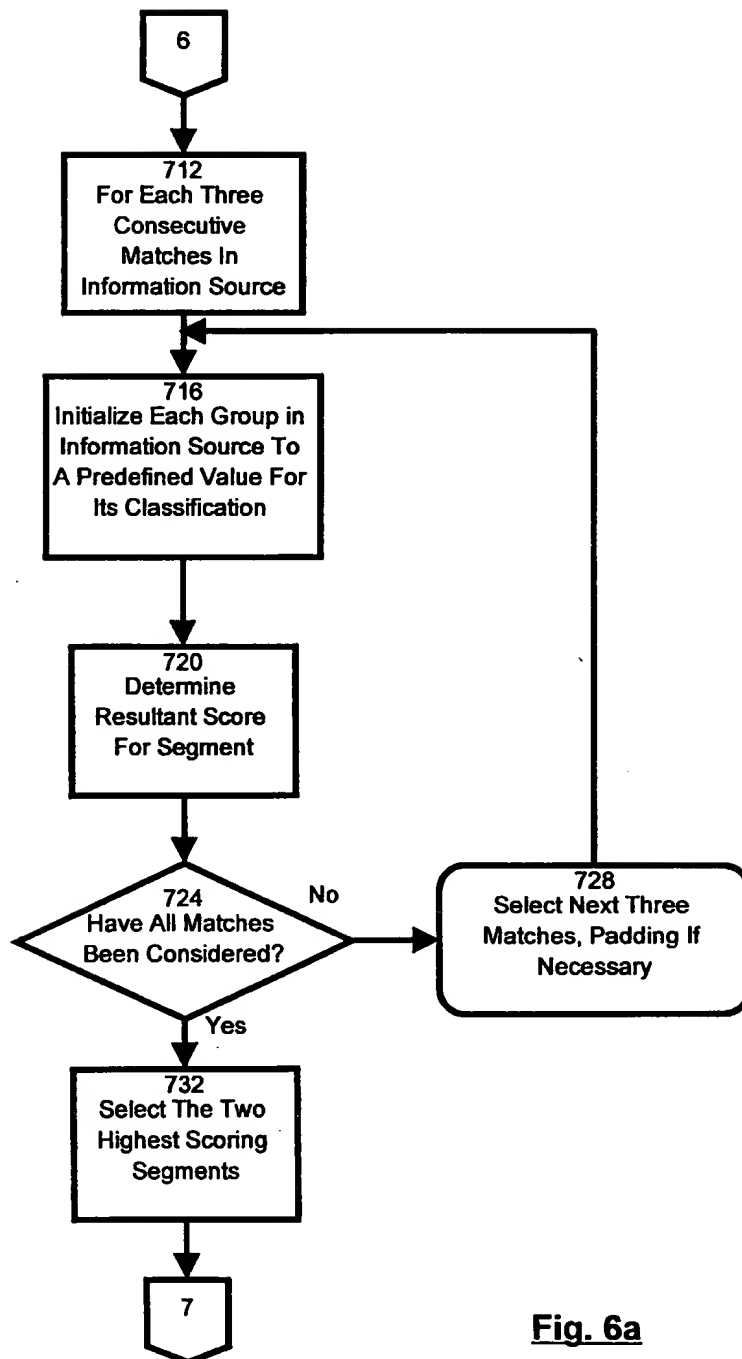 6
712
For Each Three
Consecutive
Matches In
Information Source
716
Initialize Each Group in
Information Source To
A Predefined Value For
Its Classification
720
Determine
Resultant Score
For Segment
724
Have All Matches
Been Considered?
No
728
Select Next Three
Matches, Padding If
Necessary
Yes
732
Select The Two
Highest Scoring
Segments
7
Fig. 6a